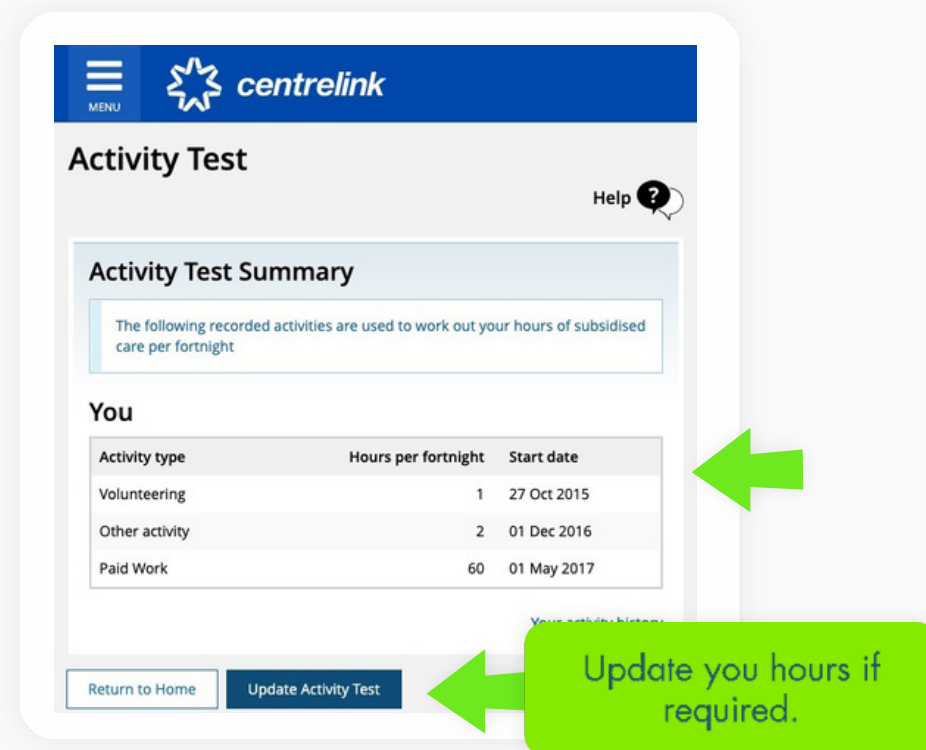 MENU
centrelink
Activity Test
Help ?
Activity Test Summary
The following recorded activities are used to work out your hours of subsidised
care per fortnight
You
Activity type Hours per fortnight Start date
Volunteering 1 27 Oct 2015
Other activity 2 01 Dec 2016
Paid Work 60 01 May 2017
Your activity history
Return to Home Update Activity Test
Update you hours if
required.